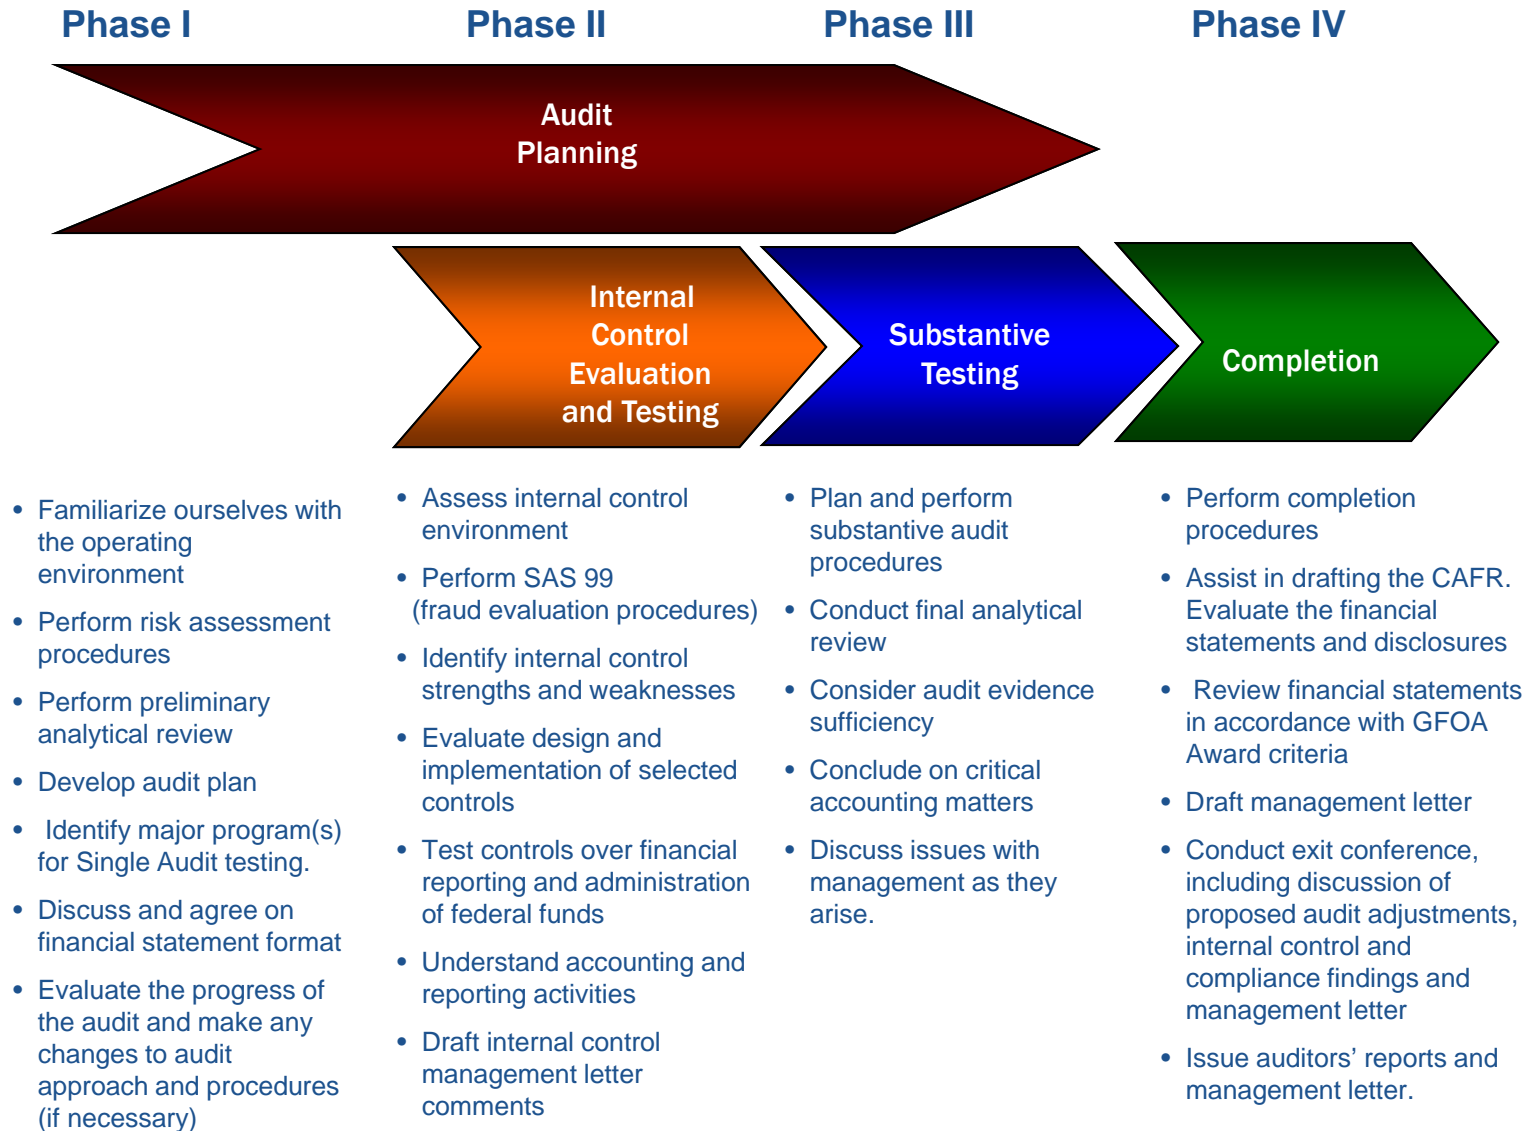 Phase I
Phase II
Phase III
Phase IV
Audit
Planning
Internal
Control
Evaluation
and Testing
Substantive
Testing
Completion
• Familiarize ourselves with
the operating
environment
• Perform risk assessment
procedures
• Perform preliminary
analytical review
• Develop audit plan
• Identify major program(s)
for Single Audit testing.
• Discuss and agree on
financial statement format
• Evaluate the progress of
the audit and make any
changes to audit
approach and procedures
(if necessary)
• Assess internal control
environment
• Perform SAS 99
(fraud evaluation procedures)
• Identify internal control
strengths and weaknesses
• Evaluate design and
implementation of selected
controls
• Test controls over financial
reporting and administration
of federal funds
• Understand accounting and
reporting activities
• Draft internal control
management letter
comments
• Plan and perform
substantive audit
procedures
• Conduct final analytical
review
• Consider audit evidence
sufficiency
• Conclude on critical
accounting matters
• Discuss issues with
management as they
arise.
• Perform completion
procedures
• Assist in drafting the CAFR.
Evaluate the financial
statements and disclosures
• Review financial statements
in accordance with GFOA
Award criteria
• Draft management letter
• Conduct exit conference,
including discussion of
proposed audit adjustments,
internal control and
compliance findings and
management letter
• Issue auditors’ reports and
management letter.